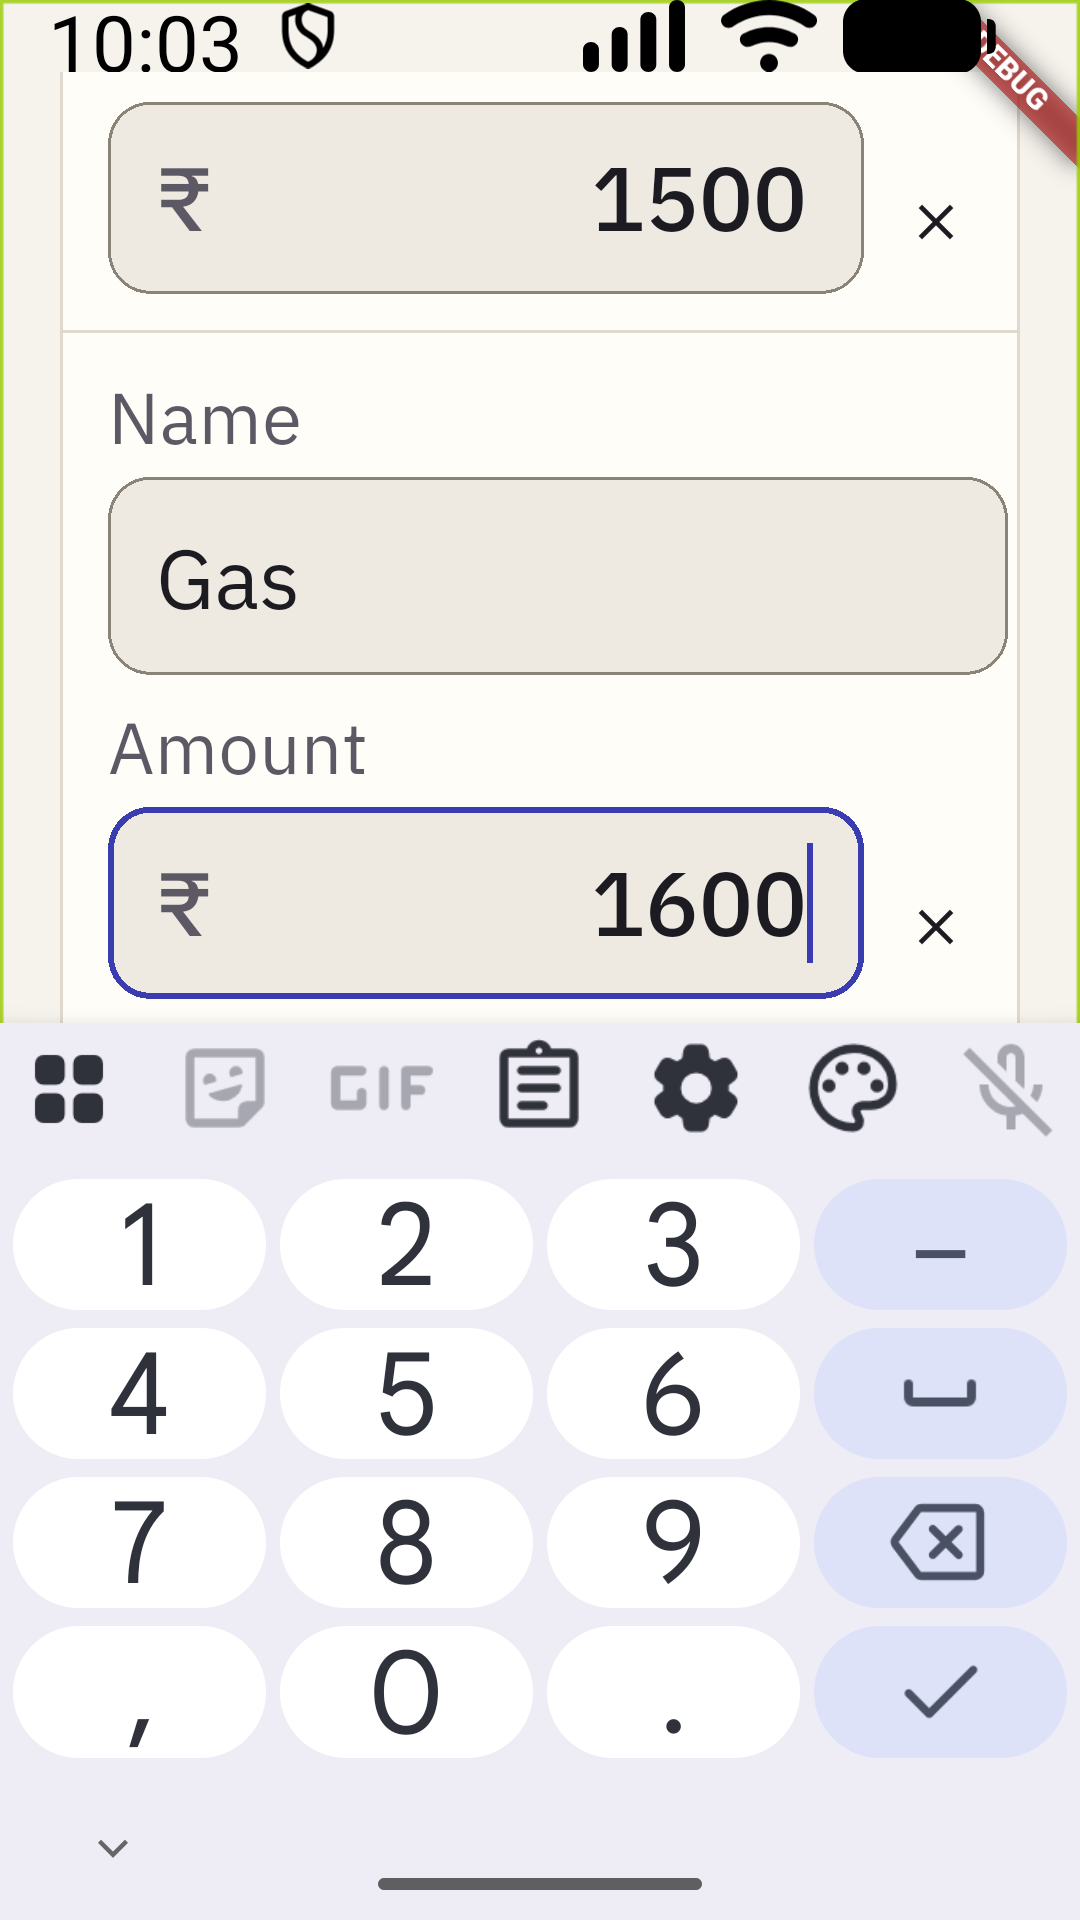 10:03
DEBUG
₹ 1500
×
Name
Gas
Amount
₹ 1600
×
GIF
1 2 3 –
4 5 6
7 8 9
, 0 .